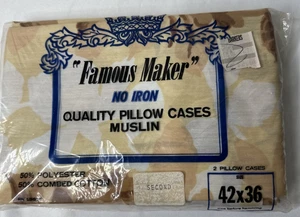 "Famous Maker"
NO IRON
QUALITY PILLOW CASES
MUSLIN
50% POLYESTER
50% COMBED COTTON
SECOND
2 PILLOW CASES
42x36